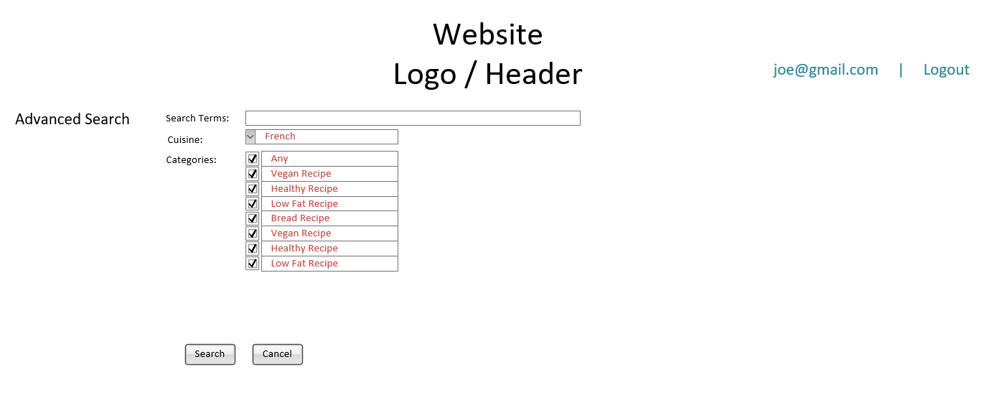 Website
Logo / Header
joe@gmail.com | Logout
Advanced Search
Search Terms:
Cuisine: French
Categories:
Any
Vegan Recipe
Healthy Recipe
Low Fat Recipe
Bread Recipe
Vegan Recipe
Healthy Recipe
Low Fat Recipe
Search Cancel